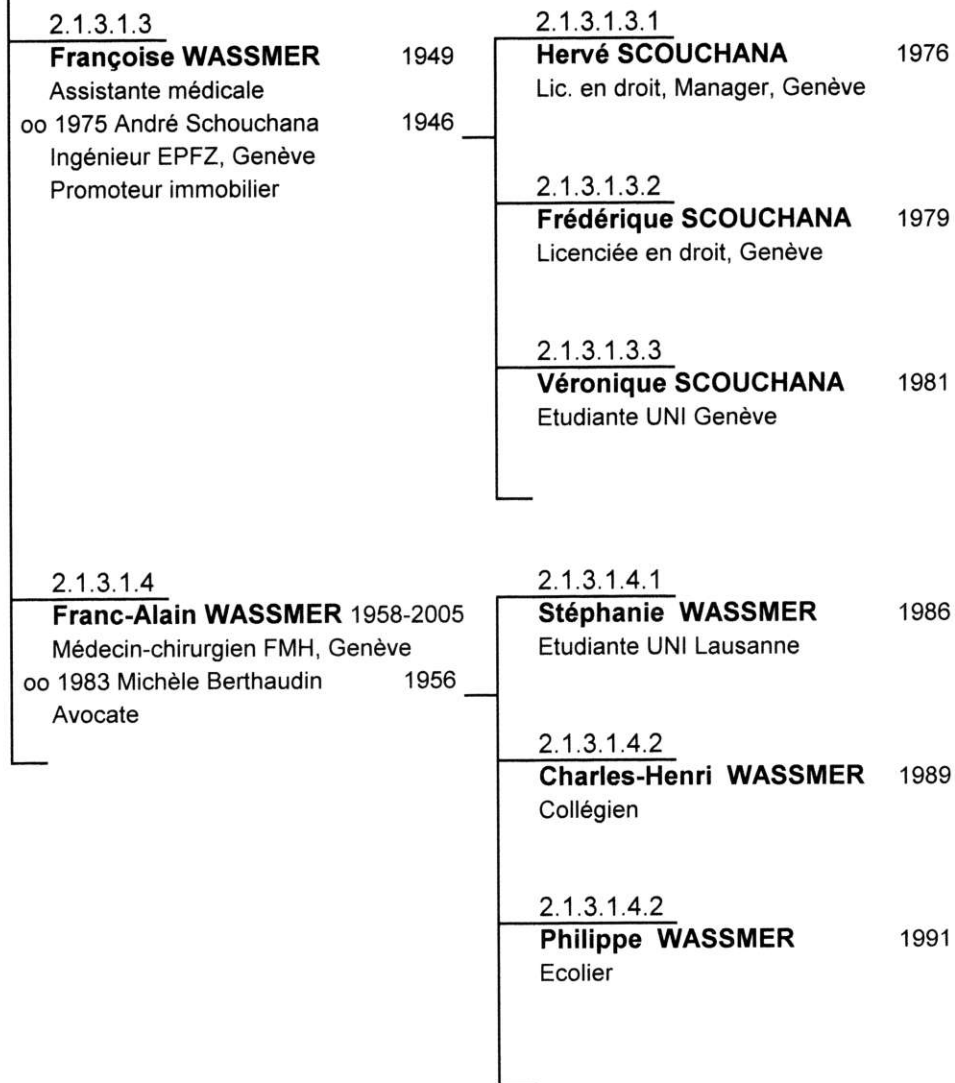 2.1.3.1.3
Françoise WASSMER 1949
Assistante médicale
oo 1975 André Schouchana 1946
Ingénieur EPFZ, Genève
Promoteur immobilier
2.1.3.1.3.1
Hervé SCOUCHANA 1976
Lic. en droit, Manager, Genève
2.1.3.1.3.2
Frédérique SCOUCHANA 1979
Licenciée en droit, Genève
2.1.3.1.3.3
Véronique SCOUCHANA 1981
Etudiante UNI Genève
2.1.3.1.4
Franc-Alain WASSMER 1958-2005
Médecin-chirurgien FMH, Genève
oo 1983 Michèle Berthaudin 1956
Avocate
2.1.3.1.4.1
Stéphanie WASSMER 1986
Etudiante UNI Lausanne
2.1.3.1.4.2
Charles-Henri WASSMER 1989
Collégien
2.1.3.1.4.2
Philippe WASSMER 1991
Ecolier